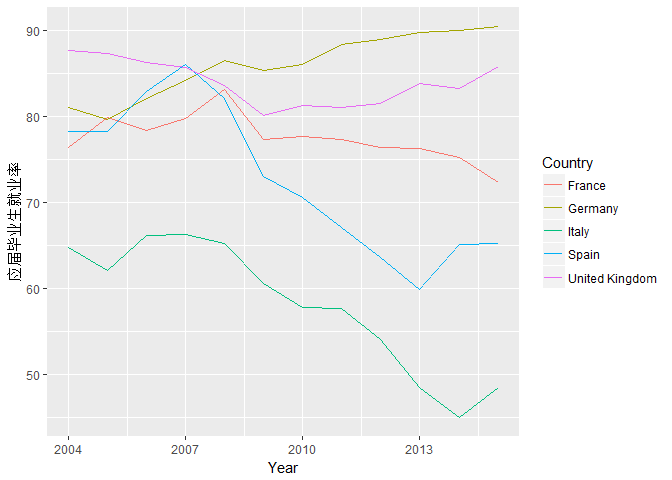 90
80
70
60
50
应届毕业生就业率
2004
2007
2010
2013
Year
Country
France
Germany
Italy
Spain
United Kingdom